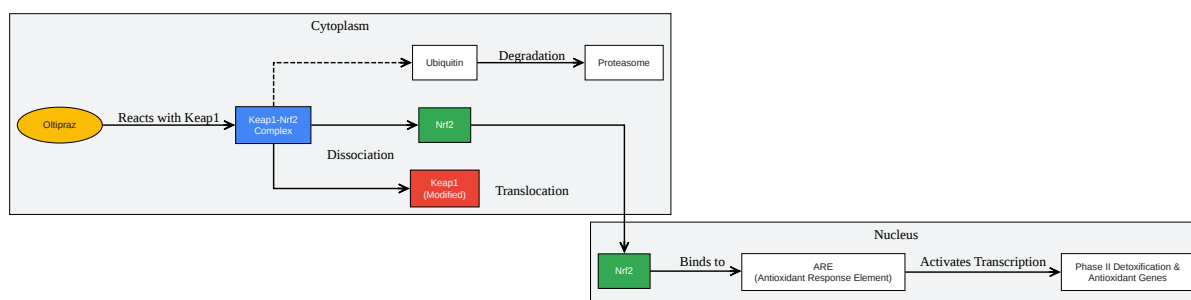 Cytoplasm
Ubiquitin
Degradation
Proteasome
Oltipraz
Reacts with Keap1
Keap1-Nrf2
Complex
Nrf2
Dissociation
Keap1
(Modified)
Translocation
Nucleus
Nrf2
Binds to
ARE
(Antioxidant Response Element)
Activates Transcription
Phase II Detoxification &
Antioxidant Genes